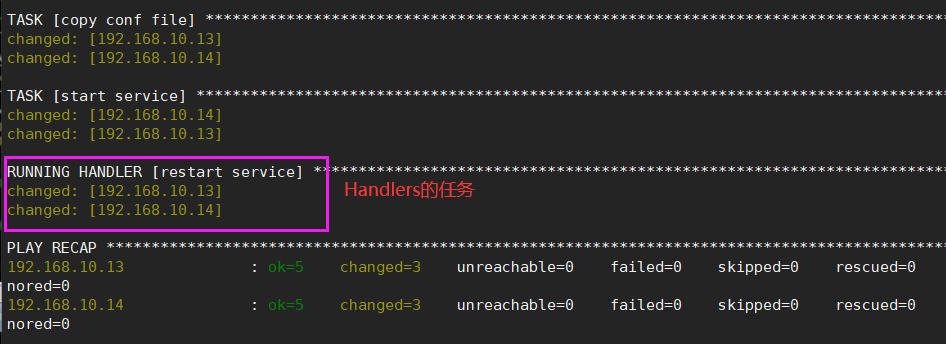 TASK [copy conf file] **********************************************************************************
changed: [192.168.10.13]
changed: [192.168.10.14]
TASK [start service] ***********************************************************************************
changed: [192.168.10.14]
changed: [192.168.10.13]
RUNNING HANDLER [restart service] **********************************************************************
changed: [192.168.10.13]
changed: [192.168.10.14]
Handlers的任务
PLAY RECAP *********************************************************************************************
192.168.10.13 : ok=5 changed=3 unreachable=0 failed=0 skipped=0 rescued=0
nored=0
192.168.10.14 : ok=5 changed=3 unreachable=0 failed=0 skipped=0 rescued=0
nored=0